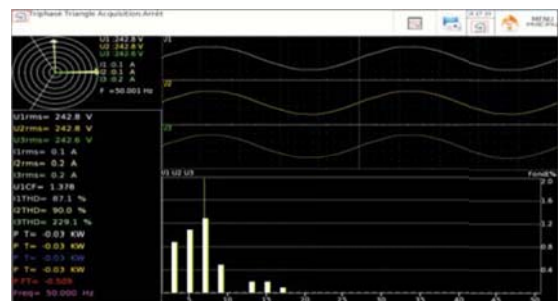 Triphasé Triangle Acquisition Arrêt
MENU
PRINCIPAL
U1 :242.8 V
U2 :242.8 V
U3 :242.6 V
I1 :0.1 A
I2 :0.1 A
I3 :0.2 A
F =50.001 Hz
U1rms= 242.8 V
U2rms= 242.8 V
U3rms= 242.6 V
I1rms= 0.1 A
I2rms= 0.2 A
I3rms= 0.2 A
U1CF= 1.378
I1THD= 87.1 %
I2THD= 90.0 %
I3THD= 229.1 %
P T= -0.03 KW
P T= -0.03 KW
P T= -0.03 KW
P T= -0.03 KW
P FT= -0.509
Freq= 50.000 Hz
U1 U2 U3
Fond%
2.0
1.6
1.2
0.8
0.4
5 10 15 20 25 30 35 40 45 50